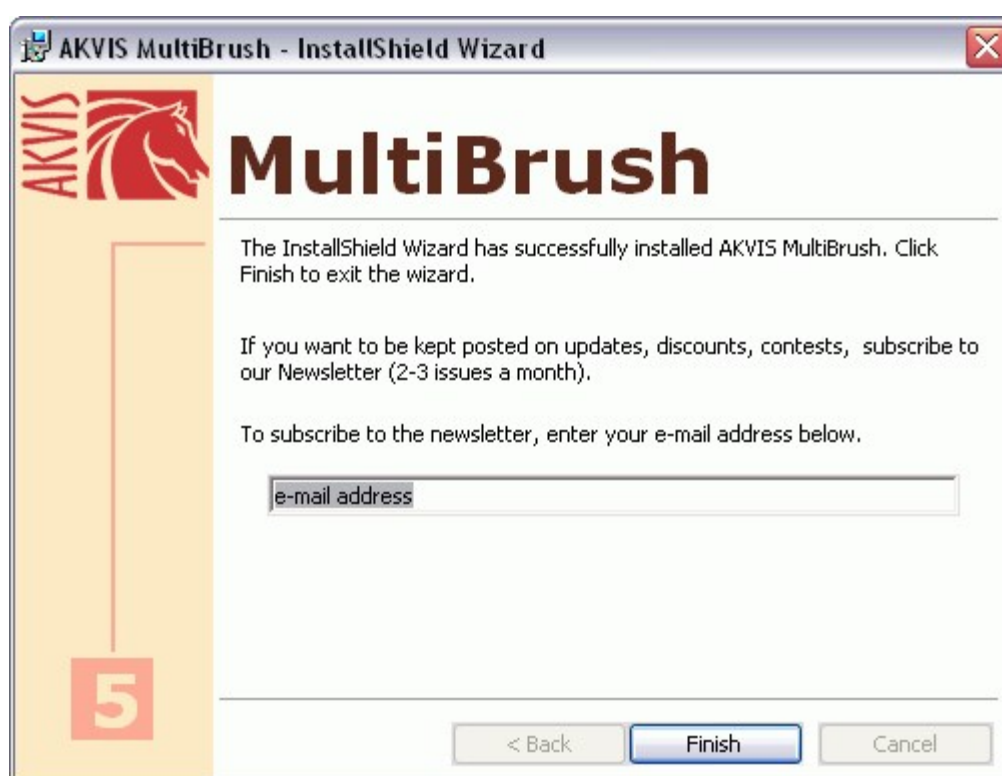 AKVIS MultiBrush - InstallShield Wizard
AKVIS
MultiBrush
The InstallShield Wizard has successfully installed AKVIS MultiBrush. Click
Finish to exit the wizard.
If you want to be kept posted on updates, discounts, contests,  subscribe to
our Newsletter (2-3 issues a month).
To subscribe to the newsletter, enter your e-mail address below.
e-mail address
5
< Back
Finish
Cancel